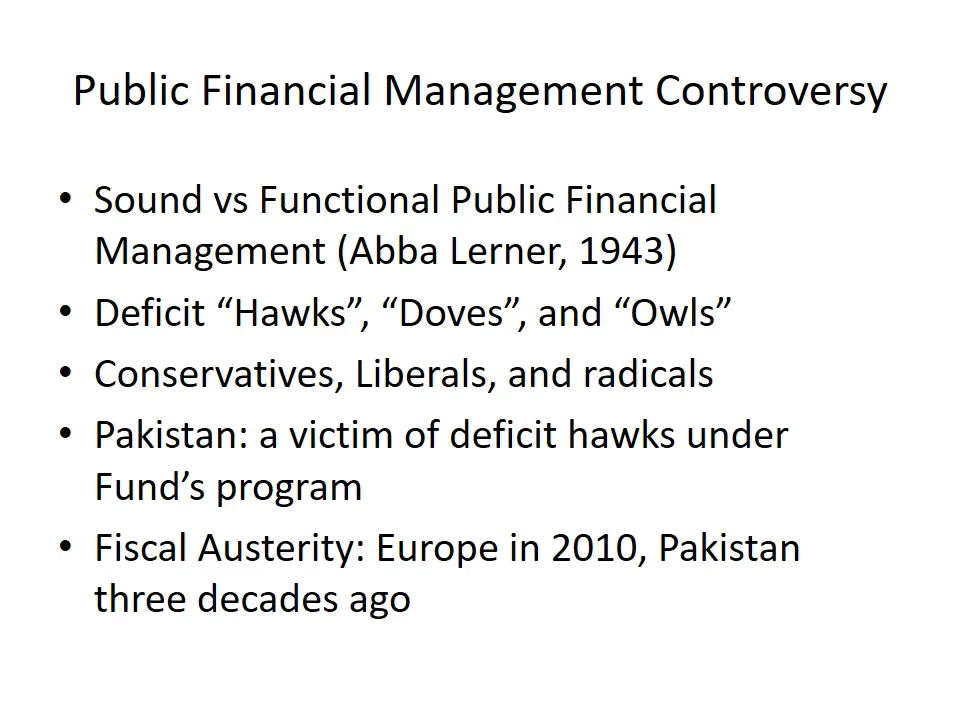 Public Financial Management Controversy
• Sound vs Functional Public Financial
Management (Abba Lerner, 1943)
• Deficit “Hawks”, “Doves”, and “Owls”
• Conservatives, Liberals, and radicals
• Pakistan: a victim of deficit hawks under
Fund’s program
• Fiscal Austerity: Europe in 2010, Pakistan
three decades ago